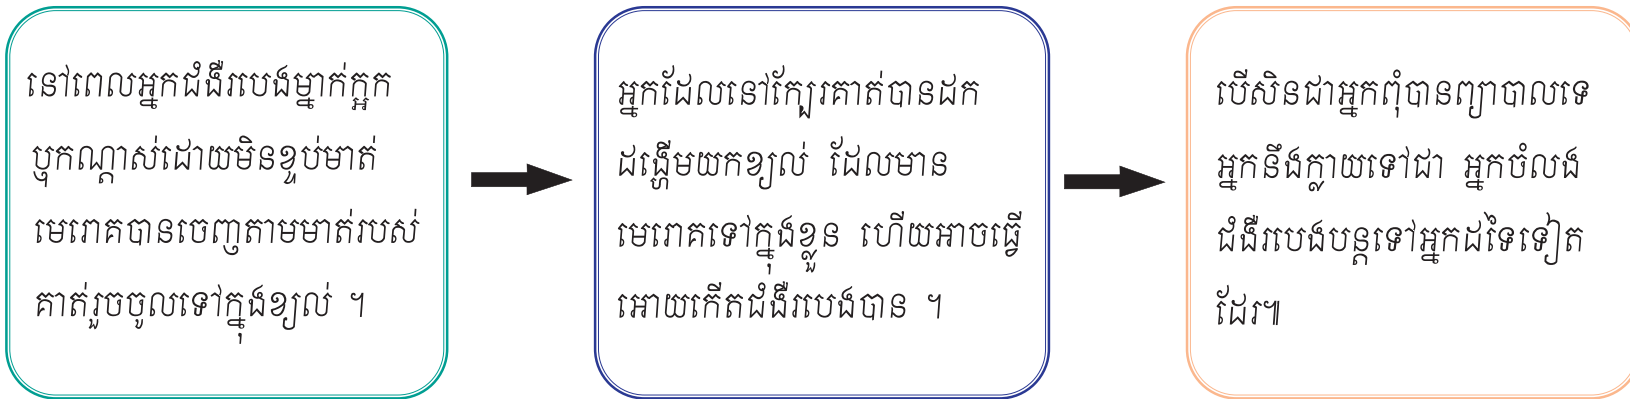 នៅពេលអ្នកជំងឺរបេងម្នាក់ក្អក
ឬកណ្តាស់ដោយមិនខ្ទប់មាត់
មេរោគបានចេញតាមមាត់របស់
គាត់រួចចូលទៅក្នុងខ្យល់ ។
អ្នកដែលនៅក្បែរគាត់បានដក
ដង្ហើមយកខ្យល់ ដែលមាន
មេរោគទៅក្នុងខ្លួន ហើយអាចធ្វើ
អោយកើតជំងឺរបេងបាន ។
បើសិនជាអ្នកពុំបានព្យាបាលទេ
អ្នកនឹងក្លាយទៅជា អ្នកចំលង
ជំងឺរបេងបន្តទៅអ្នកដទៃទៀត
ដែរ៕